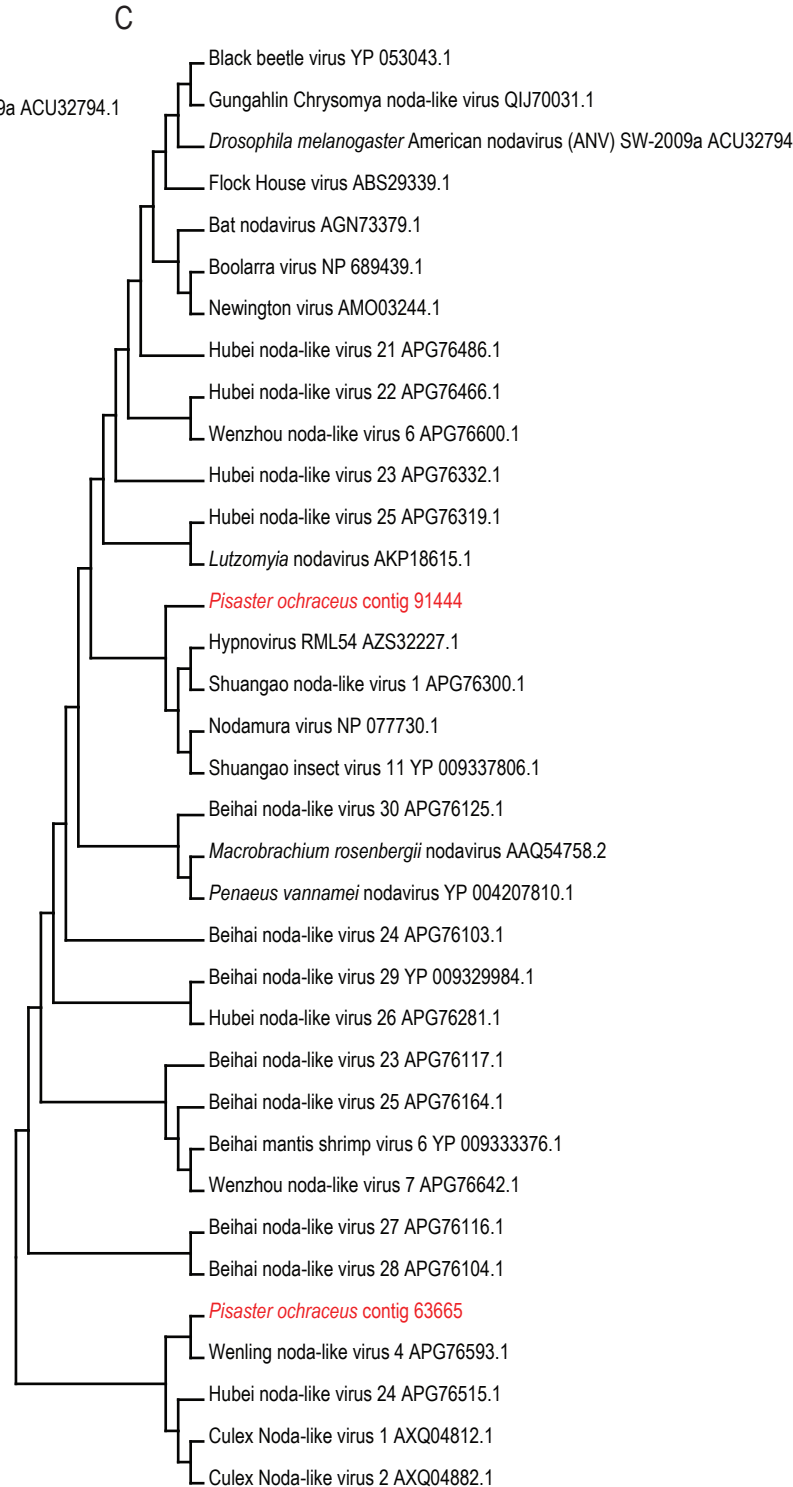 C
Black beetle virus YP 053043.1
9a ACU32794.1
Gungahlin Chrysomya noda-like virus QIJ70031.1
Drosophila melanogaster American nodavirus (ANV) SW-2009a ACU32794
Flock House virus ABS29339.1
Bat nodavirus AGN73379.1
Boolarra virus NP 689439.1
Newington virus AMO03244.1
Hubei noda-like virus 21 APG76486.1
Hubei noda-like virus 22 APG76466.1
Wenzhou noda-like virus 6 APG76600.1
Hubei noda-like virus 23 APG76332.1
Hubei noda-like virus 25 APG76319.1
Lutzomyia nodavirus AKP18615.1
Pisaster ochraceus contig 91444
Hypnovirus RML54 AZS32227.1
Shuangao noda-like virus 1 APG76300.1
Nodamura virus NP 077730.1
Shuangao insect virus 11 YP 009337806.1
Beihai noda-like virus 30 APG76125.1
Macrobrachium rosenbergii nodavirus AAQ54758.2
Penaeus vannamei nodavirus YP 004207810.1
Beihai noda-like virus 24 APG76103.1
Beihai noda-like virus 29 YP 009329984.1
Hubei noda-like virus 26 APG76281.1
Beihai noda-like virus 23 APG76117.1
Beihai noda-like virus 25 APG76164.1
Beihai mantis shrimp virus 6 YP 009333376.1
Wenzhou noda-like virus 7 APG76642.1
Beihai noda-like virus 27 APG76116.1
Beihai noda-like virus 28 APG76104.1
Pisaster ochraceus contig 63665
Wenling noda-like virus 4 APG76593.1
Hubei noda-like virus 24 APG76515.1
Culex Noda-like virus 1 AXQ04812.1
Culex Noda-like virus 2 AXQ04882.1